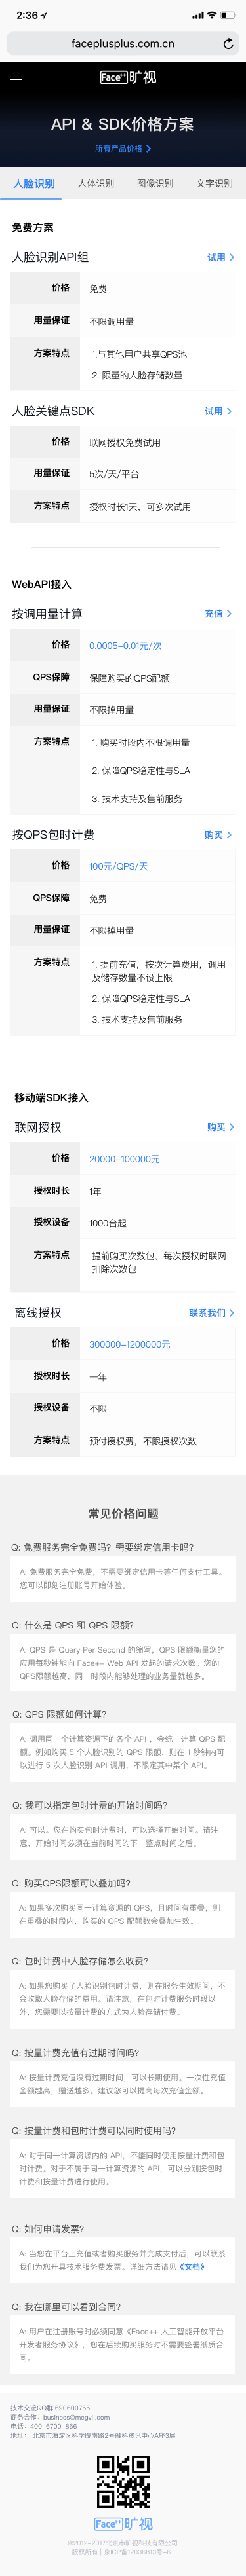 2:36
faceplusplus.com.cn
Face++ 旷视
API & SDK价格方案
所有产品价格
人脸识别 人体识别 图像识别 文字识别
免费方案
人脸识别API组 试用
价格 免费
用量保证 不限调用量
方案特点 1.与其他用户共享QPS池
2. 限量的人脸存储数量
人脸关键点SDK 试用
价格 联网授权免费试用
用量保证 5次/天/平台
方案特点 授权时长1天，可多次试用
WebAPI接入
按调用量计算 充值
价格 0.0005-0.01元/次
QPS保障 保障购买的QPS配额
用量保证 不限掉用量
方案特点 1. 购买时段内不限调用量
2. 保障QPS稳定性与SLA
3. 技术支持及售前服务
按QPS包时计费 购买
价格 100元/QPS/天
QPS保障 免费
用量保证 不限掉用量
方案特点 1. 提前充值，按次计算费用，调用
及储存数量不设上限
2. 保障QPS稳定性与SLA
3. 技术支持及售前服务
移动端SDK接入
联网授权 购买
价格 20000-100000元
授权时长 1年
授权设备 1000台起
方案特点 提前购买次数包，每次授权时联网
扣除次数包
离线授权 联系我们
价格 300000-1200000元
授权时长 一年
授权设备 不限
方案特点 预付授权费，不限授权次数
常见价格问题
Q: 免费服务完全免费吗？需要绑定信用卡吗？
A: 免费服务完全免费，不需要绑定信用卡等任何支付工具。
您可以即刻注册账号开始体验。
Q: 什么是 QPS 和 QPS 限额？
A: QPS 是 Query Per Second 的缩写，QPS 限额衡量您的
应用每秒钟能向 Face++ Web API 发起的请求次数。您的
QPS限额越高，同一时段内能够处理的业务量就越多。
Q: QPS 限额如何计算？
A: 调用同一个计算资源下的各个 API ，会统一计算 QPS 配
额。例如购买 5 个人脸识别的 QPS 限额，则在 1 秒钟内可
以进行 5 次人脸识别 API 调用，不限定其中某个 API。
Q: 我可以指定包时计费的开始时间吗？
A: 可以。您在购买包时计费时，可以选择开始时间。请注
意，开始时间必须在当前时间的下一整点时间之后。
Q: 购买QPS限额可以叠加吗？
A: 如果多次购买同一计算资源的 QPS，且时间有重叠，则
在重叠的时段内，购买的 QPS 配额数会叠加生效。
Q: 包时计费中人脸存储怎么收费？
A: 如果您购买了人脸识别包时计费，则在服务生效期间，不
会收取人脸存储的费用。请注意，在包时计费服务时段以
外，您需要以按量计费的方式为人脸存储付费。
Q: 按量计费充值有过期时间吗？
A: 按量计费充值没有过期时间，可以长期使用。一次性充值
金额越高，赠送越多。建议您可以提高每次充值金额。
Q: 按量计费和包时计费可以同时使用吗？
A: 对于同一计算资源内的 API，不能同时使用按量计费和包
时计费。对于不属于同一计算资源的 API，可以分别按包时
计费和按量计费进行使用。
Q: 如何申请发票？
A: 当您在平台上充值或者购买服务并完成支付后，可以联系
我们为您开具技术服务费发票。详细方法请见《文档》
Q: 我在哪里可以看到合同？
A: 用户在注册账号时必须同意《Face++ 人工智能开放平台
开发者服务协议》，您在后续购买服务时不需要签署纸质合
同。
技术交流QQ群:690600755
商务合作：business@megvii.com
电话：400-6700-866
地址： 北京市海淀区科学院南路2号融科资讯中心A座3层
Face++ 旷视
©2012-2017北京市旷视科技有限公司
版权所有 | 京ICP备12036813号-6